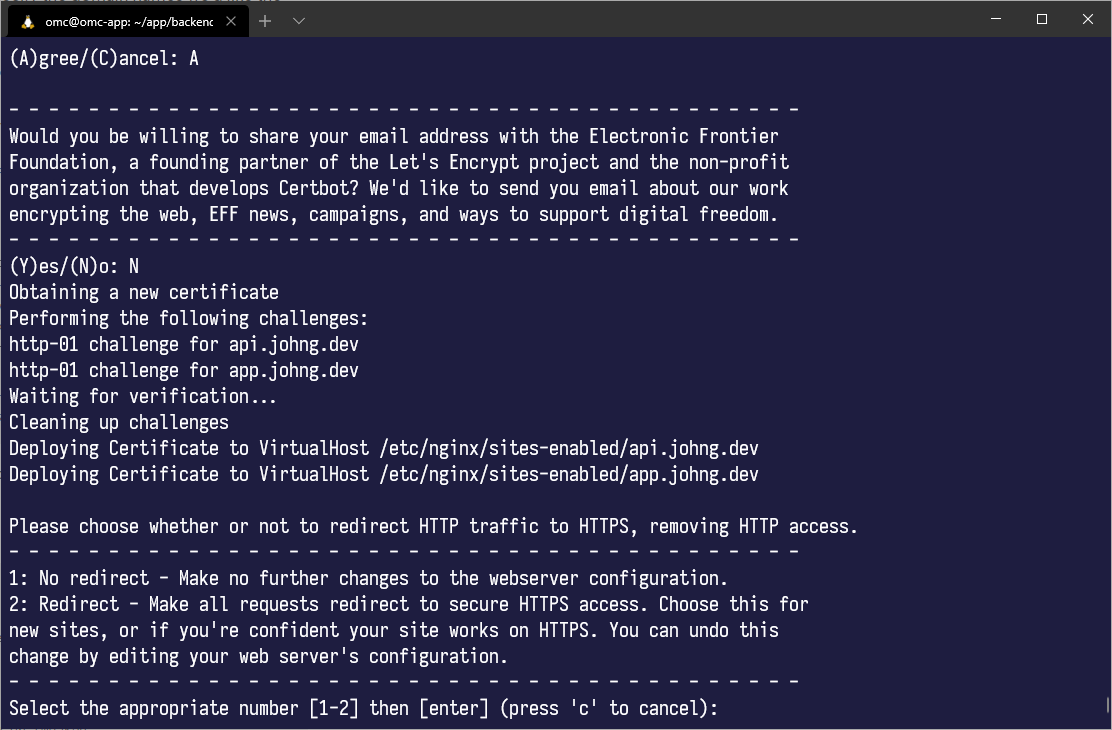 omc@omc-app: ~/app/backenc
(A)gree/(C)ancel: A
- - - - - - - - - - - - - - - - - - - - - - - - - - - - - - - - - - - - - - - -
Would you be willing to share your email address with the Electronic Frontier
Foundation, a founding partner of the Let's Encrypt project and the non-profit
organization that develops Certbot? We'd like to send you email about our work
encrypting the web, EFF news, campaigns, and ways to support digital freedom.
- - - - - - - - - - - - - - - - - - - - - - - - - - - - - - - - - - - - - - - -
(Y)es/(N)o: N
Obtaining a new certificate
Performing the following challenges:
http-01 challenge for api.johng.dev
http-01 challenge for app.johng.dev
Waiting for verification...
Cleaning up challenges
Deploying Certificate to VirtualHost /etc/nginx/sites-enabled/api.johng.dev
Deploying Certificate to VirtualHost /etc/nginx/sites-enabled/app.johng.dev
Please choose whether or not to redirect HTTP traffic to HTTPS, removing HTTP access.
- - - - - - - - - - - - - - - - - - - - - - - - - - - - - - - - - - - - - - - -
1: No redirect - Make no further changes to the webserver configuration.
2: Redirect - Make all requests redirect to secure HTTPS access. Choose this for
new sites, or if you're confident your site works on HTTPS. You can undo this
change by editing your web server's configuration.
- - - - - - - - - - - - - - - - - - - - - - - - - - - - - - - - - - - - - - - -
Select the appropriate number [1-2] then [enter] (press 'c' to cancel):